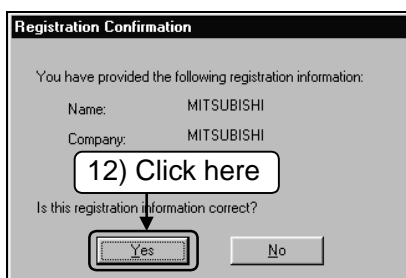 Registration Confirmation
You have provided the following registration information:
Name: MITSUBISHI
Company: MITSUBISHI
12) Click here
Is this registration information correct?
Yes No